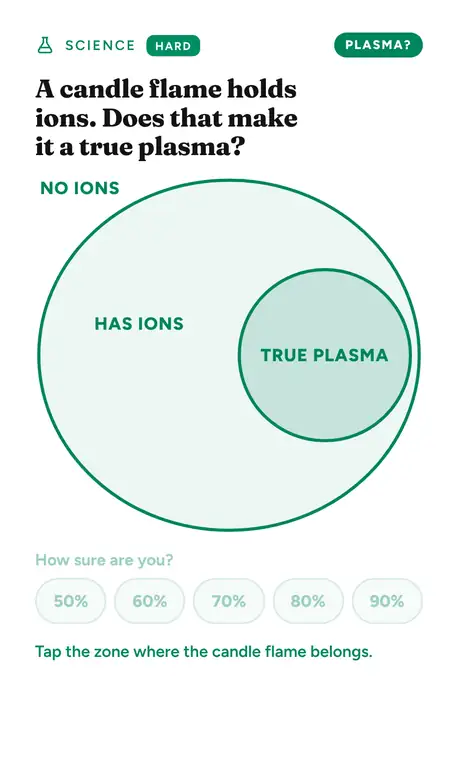 SCIENCE HARD PLASMA?
A candle flame holds
ions. Does that make
it a true plasma?
NO IONS
HAS IONS
TRUE PLASMA
How sure are you?
50% 60% 70% 80% 90%
Tap the zone where the candle flame belongs.